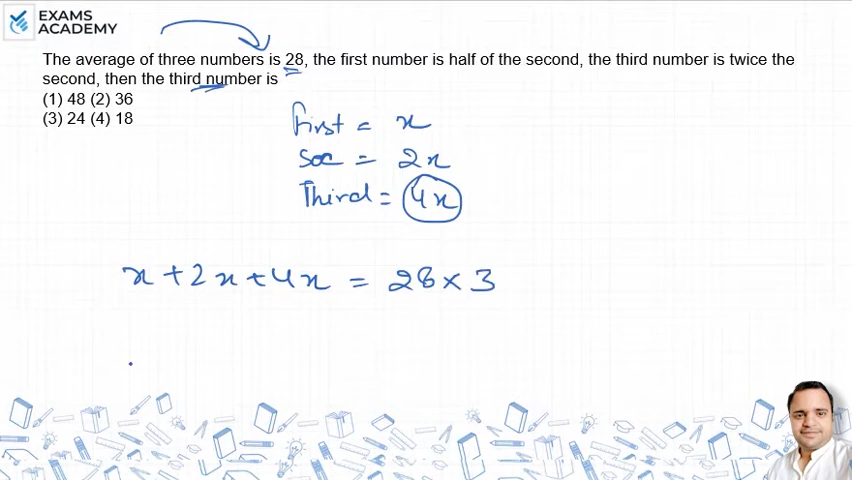 EXAMS
ACADEMY
The average of three numbers is 28, the first number is half of the second, the third number is twice the
second, then the third number is
(1) 48 (2) 36
(3) 24 (4) 18
First = x
Sec = 2x
Third = 4x
x + 2x + 4x = 28 × 3